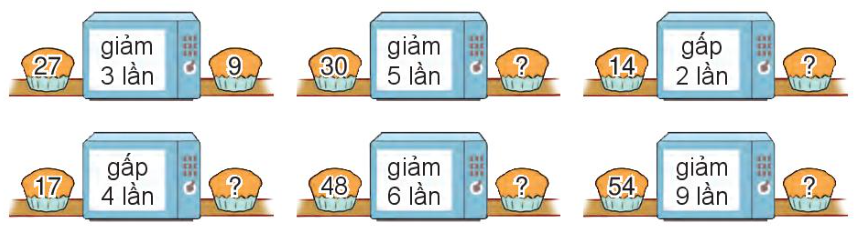 27 giảm 3 lần 9
30 giảm 5 lần ?
14 gấp 2 lần ?
17 gấp 4 lần ?
48 giảm 6 lần ?
54 giảm 9 lần ?